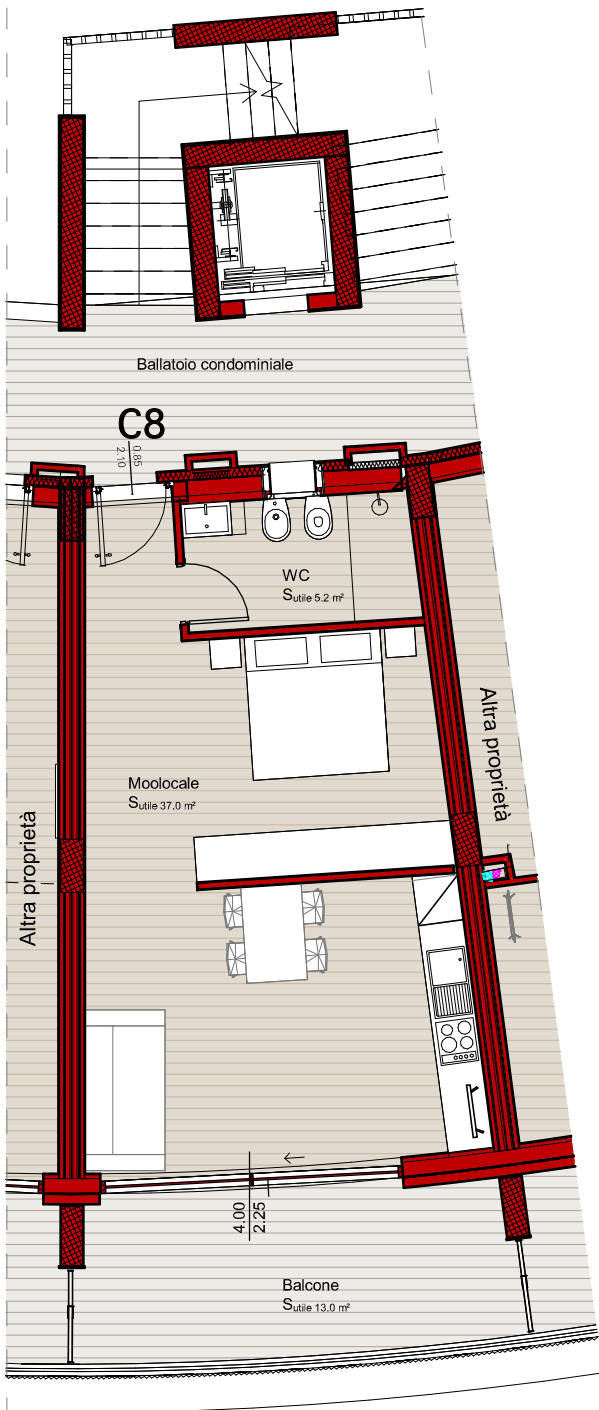 Ballatoio condominiale
C8
0.85
2.10
WC
Sutile 5.2 m²
Altra proprietà
Moolocale
Sutile 37.0 m²
Altra proprietà
4.00
2.25
Balcone
Sutile 13.0 m²